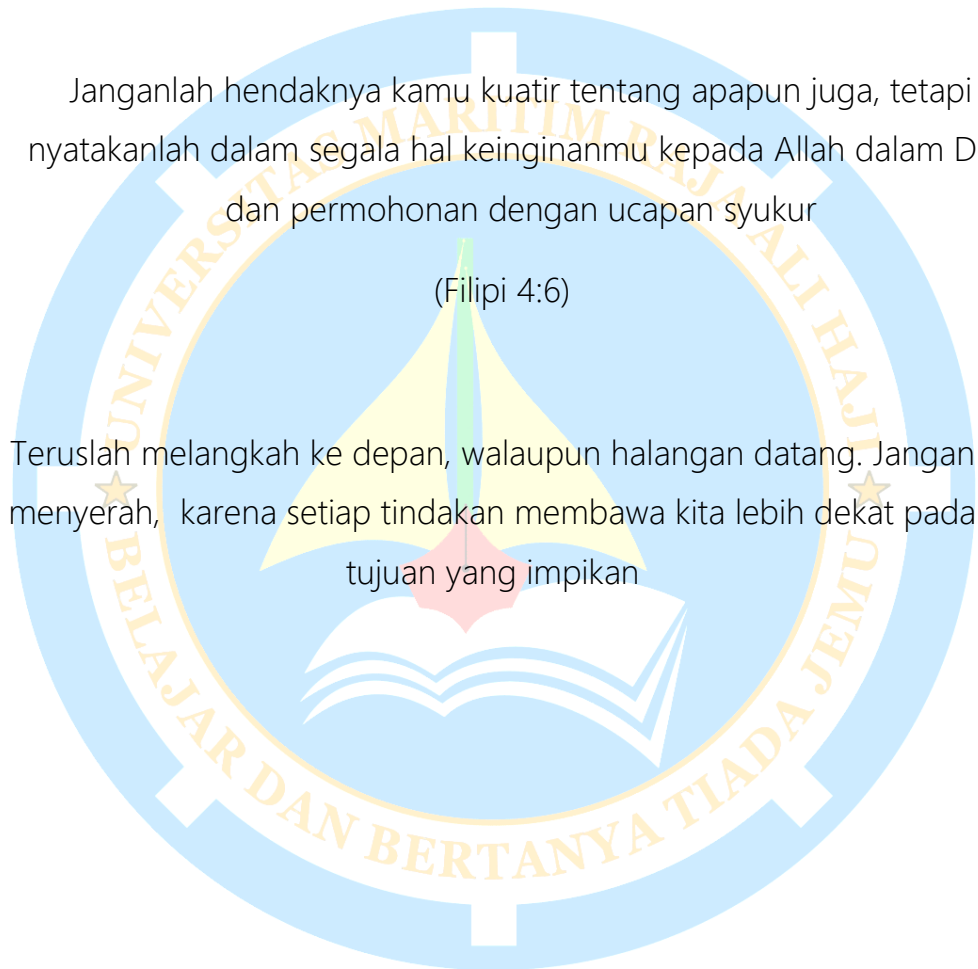 Janganlah hendaknya kamu kuatir tentang apapun juga, tetapi
nyatakanlah dalam segala hal keinginanmu kepada Allah dalam D
dan permohonan dengan ucapan syukur
(Filipi 4:6)
Teruslah melangkah ke depan, walaupun halangan datang. Jangan
menyerah, karena setiap tindakan membawa kita lebih dekat pada
tujuan yang impikan
UNIVERSITAS MARITIM RAJA ALI HAJI
BELAJAR DAN BERTANYA TIADA JEMU